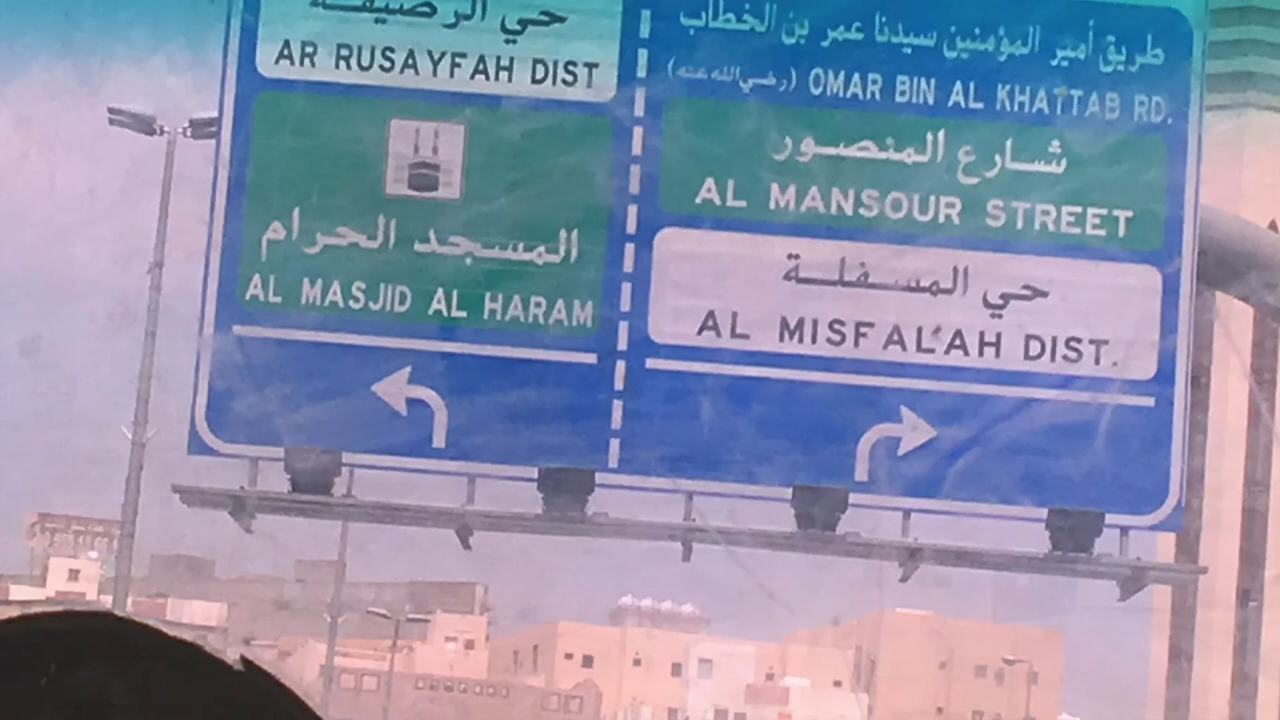 حي الرصيفة
AR RUSAYFAH DIST
المسجد الحرام
AL MASJID AL HARAM
طريق أمير المؤمنين سيدنا عمر بن الخطاب
(رضي الله عنه) OMAR BIN AL KHATTAB RD.
شارع المنصور
AL MANSOUR STREET
حي المسفلة
AL MISFAL'AH DIST.